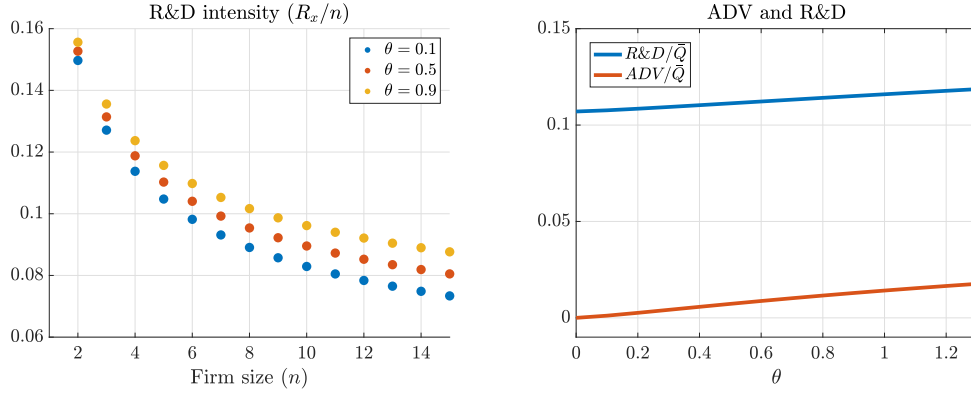 R&D intensity (R_x/n)
0.16
0.14
0.12
0.1
0.08
0.06
2
4
6
8
10
12
14
Firm size (n)
θ = 0.1
θ = 0.5
θ = 0.9
ADV and R&D
0.15
0.1
0.05
0
0
0.2
0.4
0.6
0.8
1
1.2
θ
R&D/Q̄
ADV/Q̄